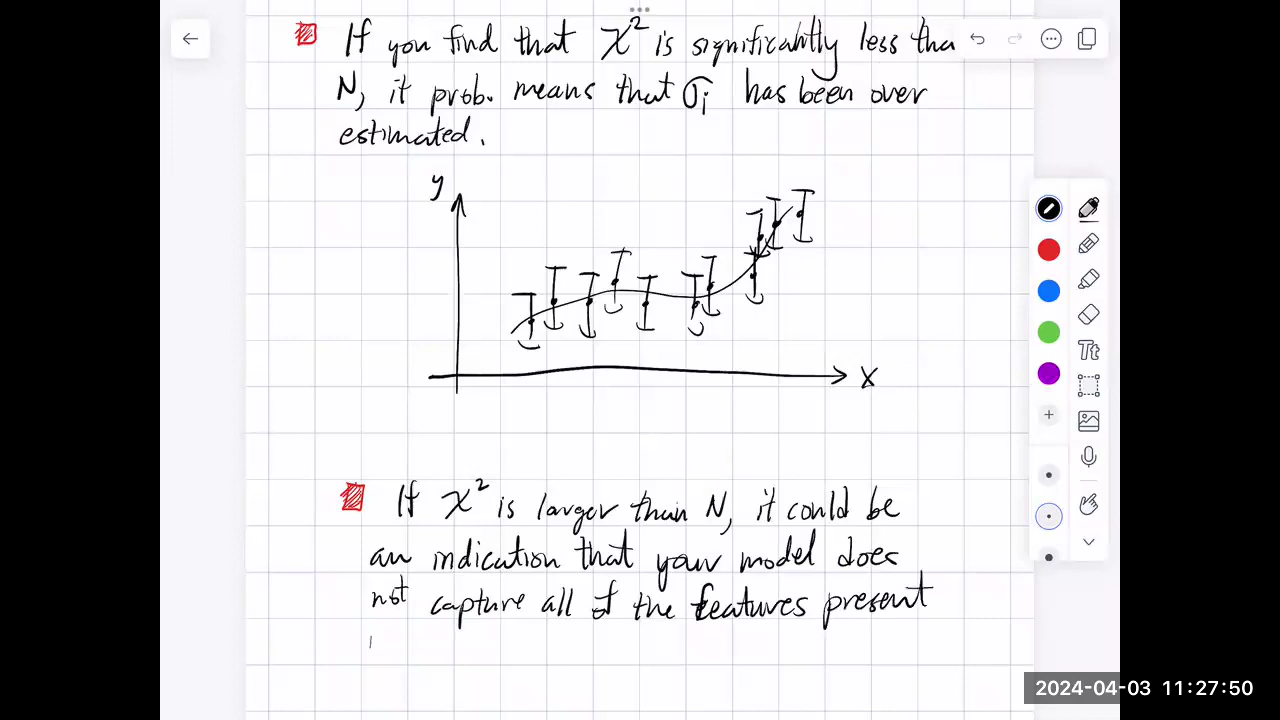 If you find that χ² is significantly less tha
N, it prob. means that σi has been over
estimated.
y
x
If χ² is larger than N, it could be
an indication that your model does
not capture all of the features present
Tt
2024-04-03 11:27:50